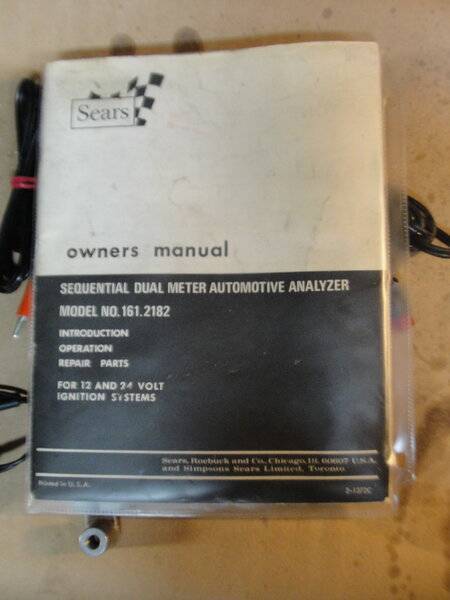 Sears
owners manual
SEQUENTIAL DUAL METER AUTOMOTIVE ANALYZER
MODEL NO. 161.2182
INTRODUCTION
OPERATION
REPAIR PARTS
FOR 12 AND 24 VOLT
IGNITION SYSTEMS
Sears, Roebuck and Co., Chicago, Ill. 60607 U.S.A.
and Simpsons Sears Limited, Toronto
Printed in U.S.A.